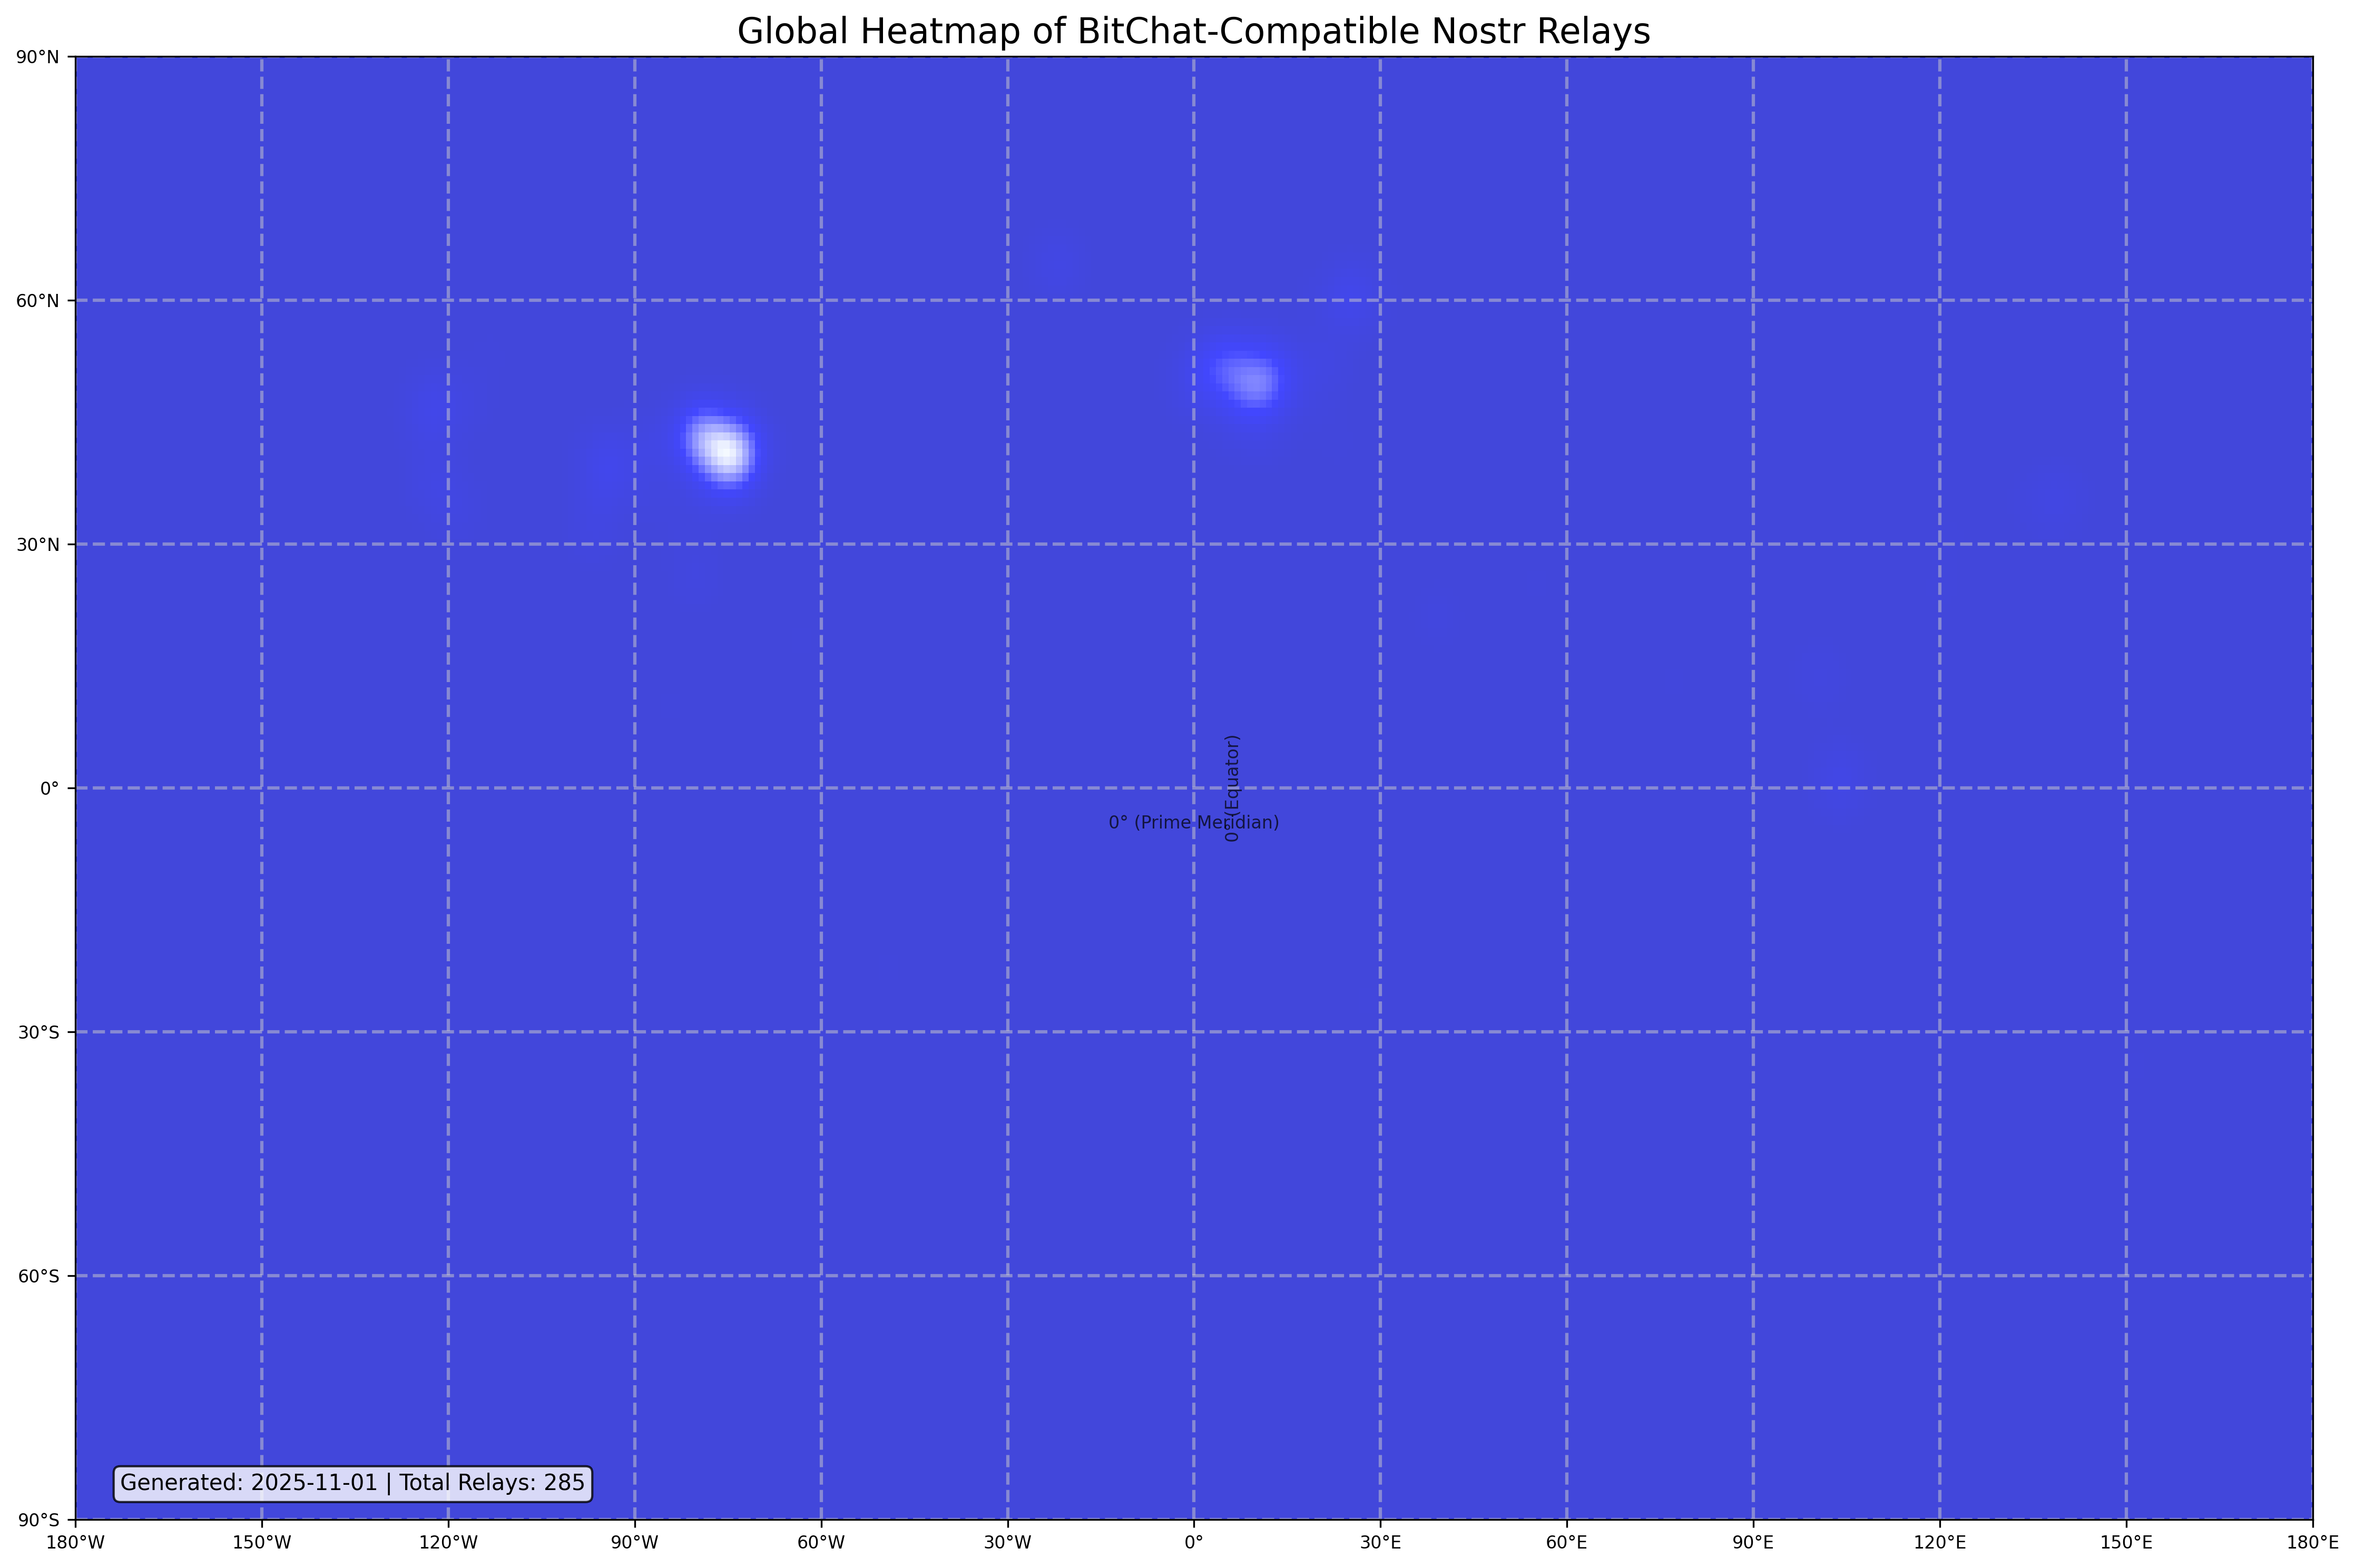 Global Heatmap of BitChat-Compatible Nostr Relays
90°N
60°N
30°N
0°
30°S
60°S
90°S
0° (Equator)
0° (Prime Meridian)
Generated: 2025-11-01 | Total Relays: 285
180°W 150°W 120°W 90°W 60°W 30°W 0° 30°E 60°E 90°E 120°E 150°E 180°E